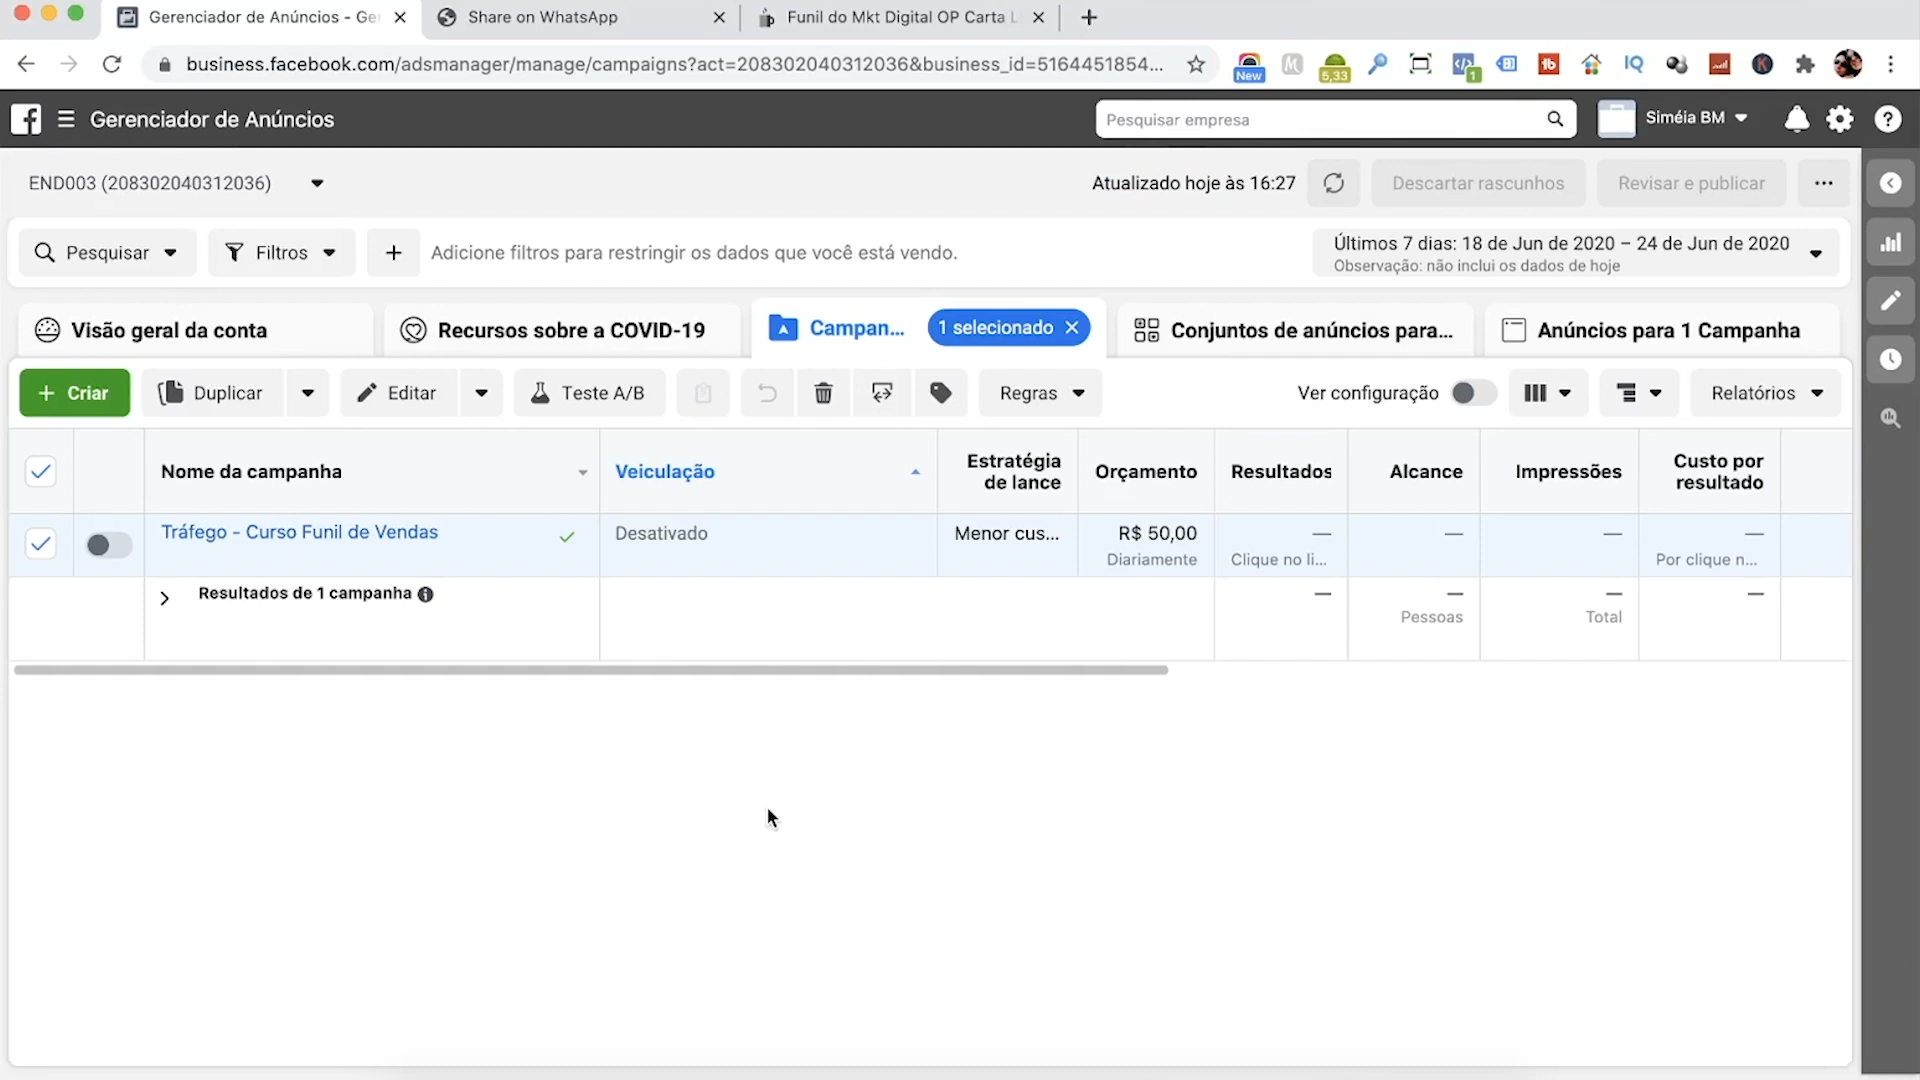 Gerenciador de Anúncios - Ge
Share on WhatsApp
Funil do Mkt Digital OP Carta L
business.facebook.com/adsmanager/manage/campaigns?act=208302040312036&business_id=5164451854...
New
5,33
1
Gerenciador de Anúncios
Pesquisar empresa
Siméia BM
END003 (208302040312036)
Atualizado hoje às 16:27
Descartar rascunhos
Revisar e publicar
Pesquisar
Filtros
Adicione filtros para restringir os dados que você está vendo.
Últimos 7 dias: 18 de Jun de 2020 – 24 de Jun de 2020
Observação: não inclui os dados de hoje
Visão geral da conta
Recursos sobre a COVID-19
Campan...
1 selecionado
Conjuntos de anúncios para...
Anúncios para 1 Campanha
Criar
Duplicar
Editar
Teste A/B
Regras
Ver configuração
Relatórios
Nome da campanha
Veiculação
Estratégia de lance
Orçamento
Resultados
Alcance
Impressões
Custo por resultado
Tráfego - Curso Funil de Vendas
Desativado
Menor cus...
R$ 50,00
Diariamente
—
Clique no li...
—
—
—
Por clique n...
Resultados de 1 campanha
—
—
Pessoas
—
Total
—